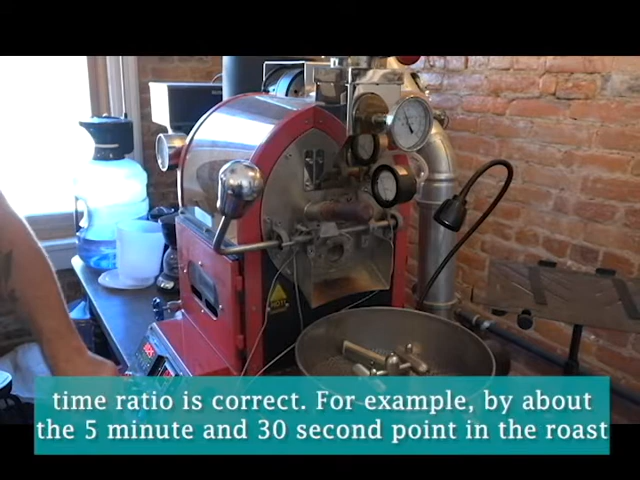 time ratio is correct. For example, by about
the 5 minute and 30 second point in the roast